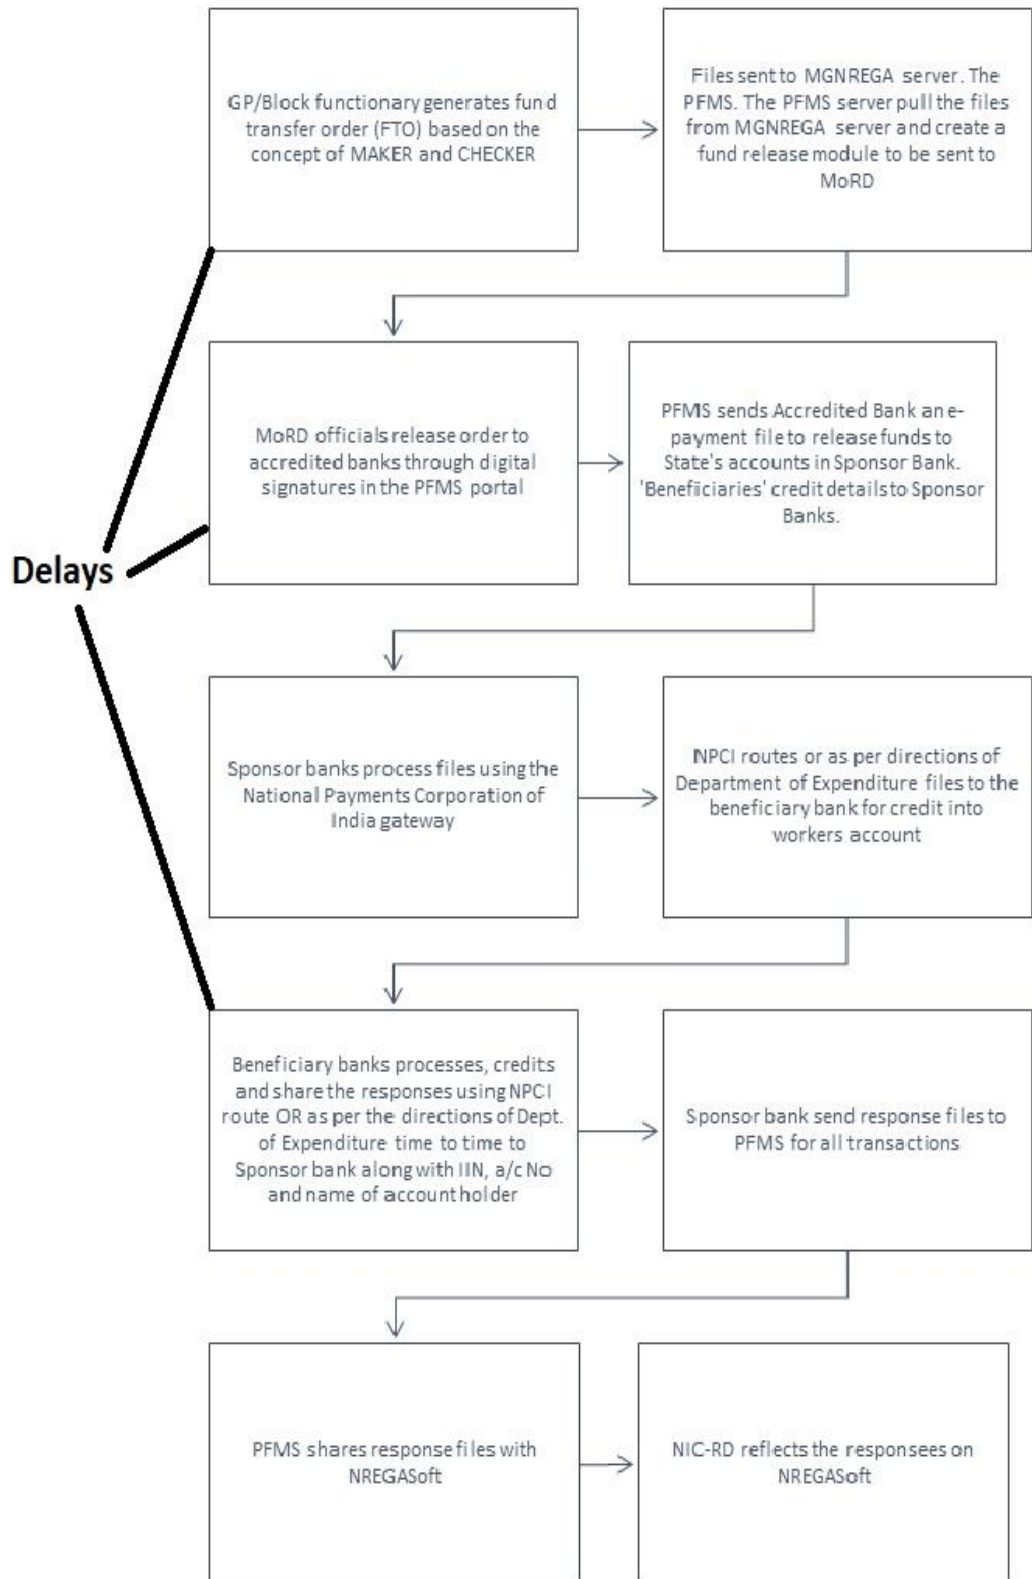 GP/Block functionary generates fund
transfer order (FTO) based on the
concept of MAKER and CHECKER
Files sent to MGNREGA server. The
PFMS. The PFMS server pull the files
from MGNREGA server and create a
fund release module to be sent to
MoRD
MoRD officials release order to
accredited banks through digital
signatures in the PFMS portal
PFMS sends Accredited Bank an e-
payment file to release funds to
State's accounts in Sponsor Bank.
'Beneficiaries' credit details to Sponsor
Banks.
Delays
Sponsor banks process files using the
National Payments Corporation of
India gateway
NPCI routes or as per directions of
Department of Expenditure files to the
beneficiary bank for credit into
workers account
Beneficiary banks processes, credits
and share the responses using NPCI
route OR as per the directions of Dept.
of Expenditure time to time to
Sponsor bank along with IIN, a/c No
and name of account holder
Sponsor bank send response files to
PFMS for all transactions
PFMS shares response files with
NREGASoft
NIC-RD reflects the responsees on
NREGASoft